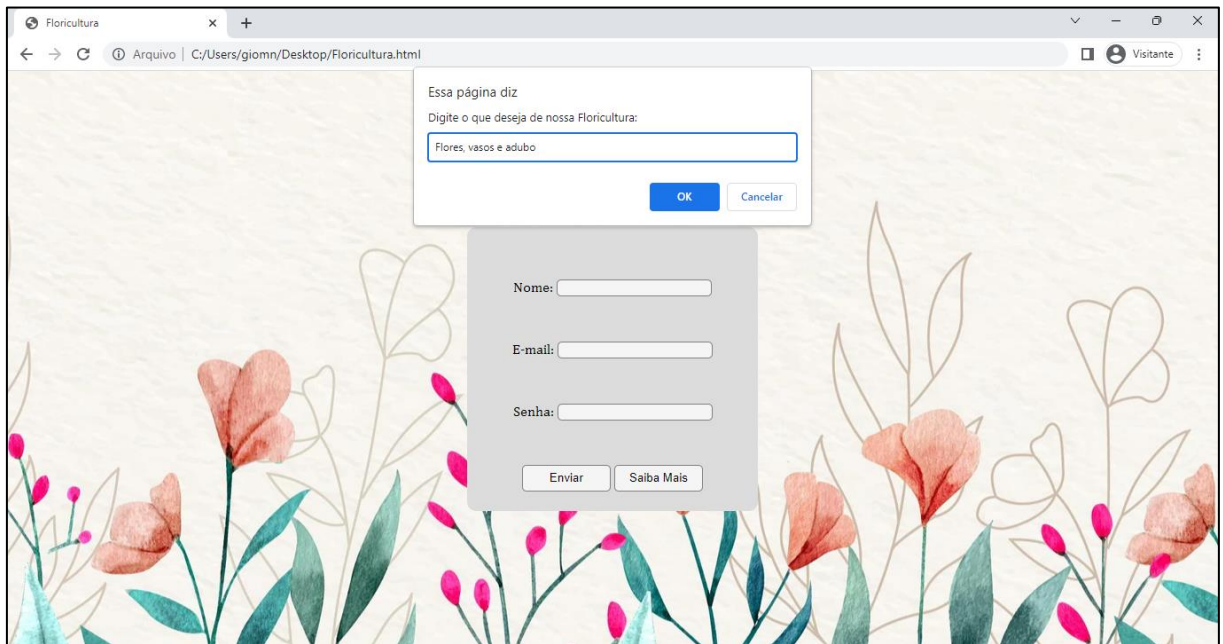 Floricultura
Arquivo | C:/Users/giomn/Desktop/Floricultura.html
Visitante
Essa página diz
Digite o que deseja de nossa Floricultura:
Flores, vasos e adubo
OK Cancelar
Nome:
E-mail:
Senha:
Enviar Saiba Mais